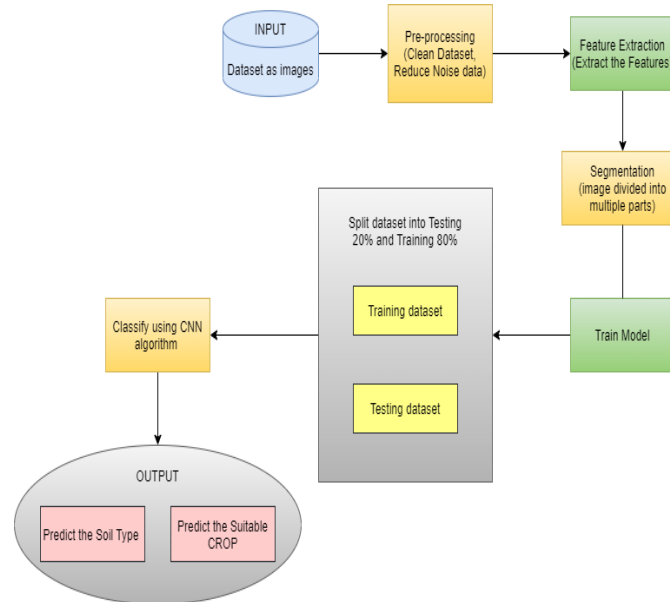 INPUT
Dataset as images
Pre-processing
(Clean Dataset,
Reduce Noise data)
Feature Extraction
(Extract the Features
Segmentation
(image divided into
multiple parts)
Train Model
Split dataset into Testing
20% and Training 80%
Training dataset
Testing dataset
Classify using CNN
algorithm
OUTPUT
Predict the Soil Type
Predict the Suitable
CROP